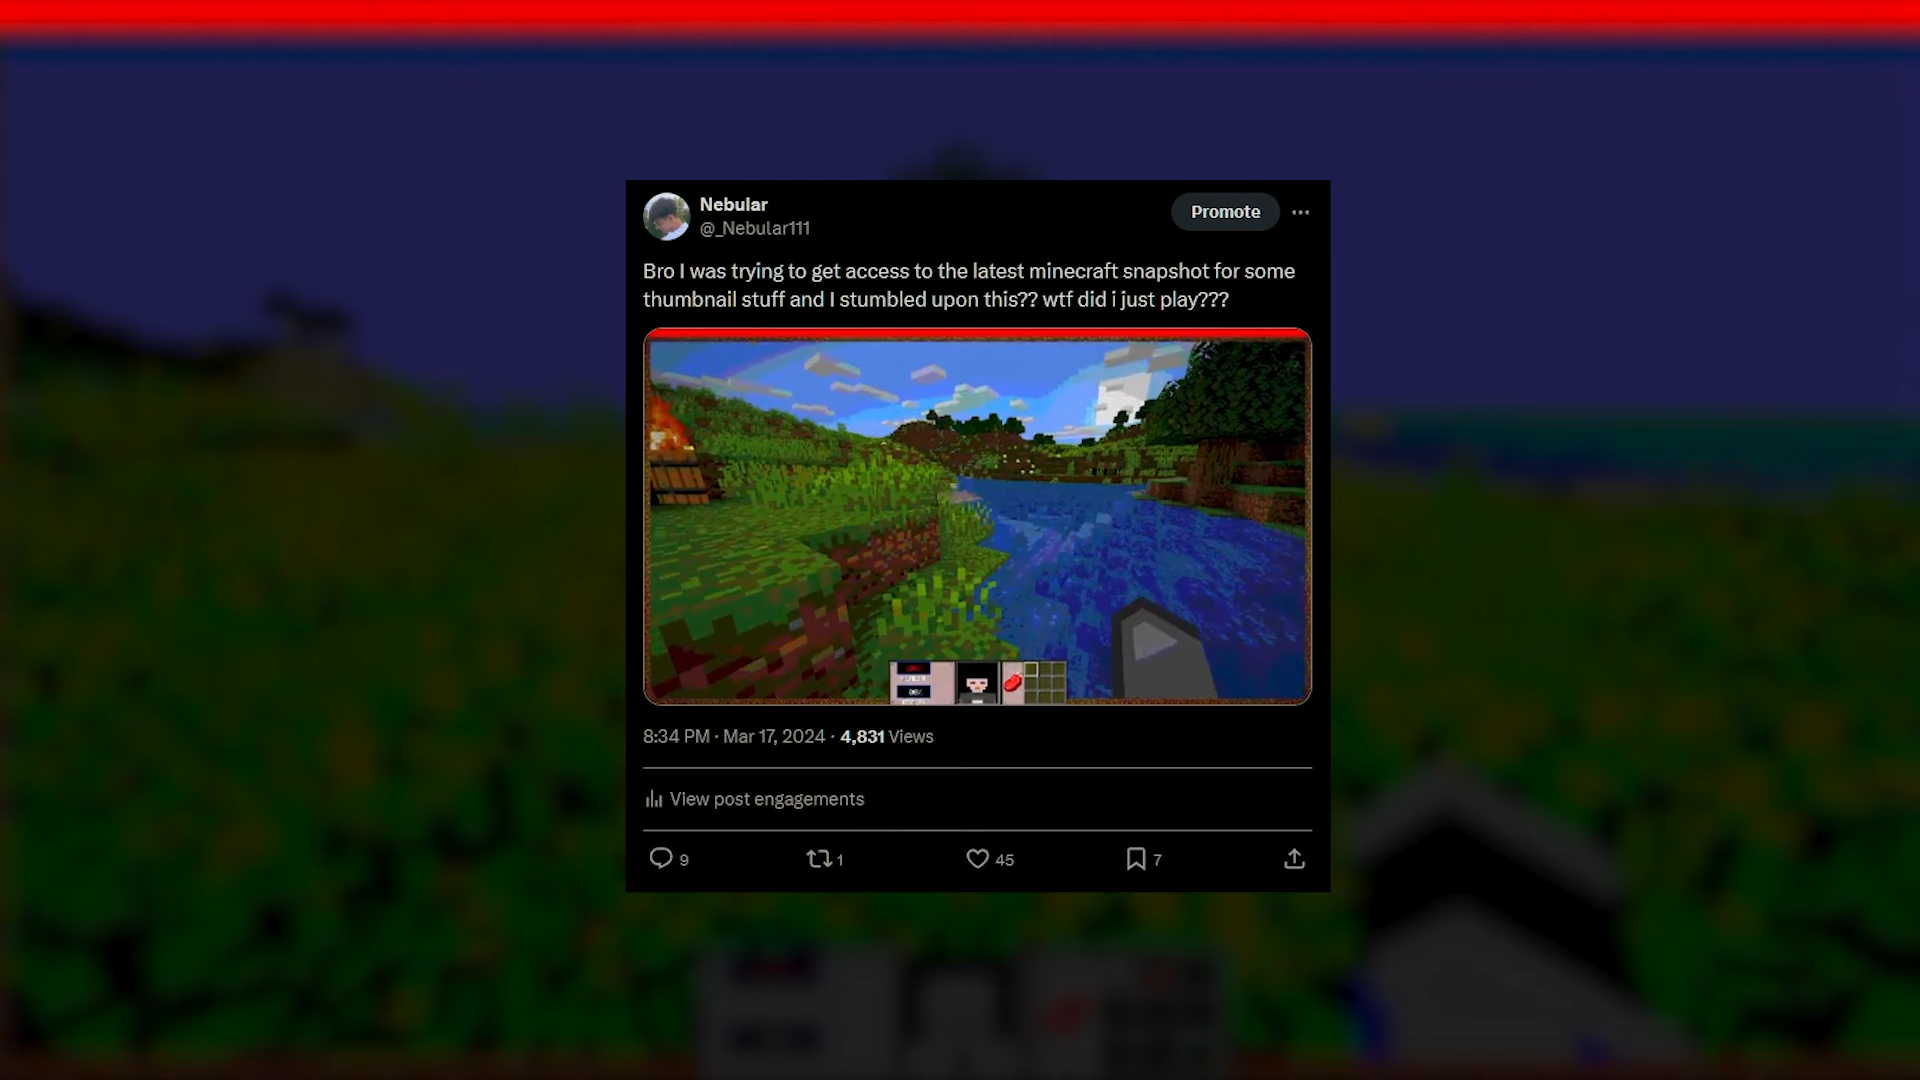 Nebular
@_Nebular111
Promote
Bro I was trying to get access to the latest minecraft snapshot for some
thumbnail stuff and I stumbled upon this?? wtf did i just play???
8:34 PM · Mar 17, 2024 · 4,831 Views
View post engagements
9
1
45
7